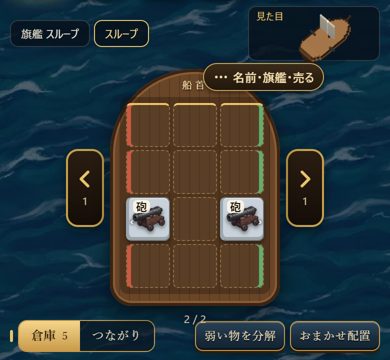 旗艦 スループ
スループ
見た目
… 名前・旗艦・売る
船首
1
1
砲
砲
2 / 2
倉庫 5
つながり
弱い物を分解
おまかせ配置